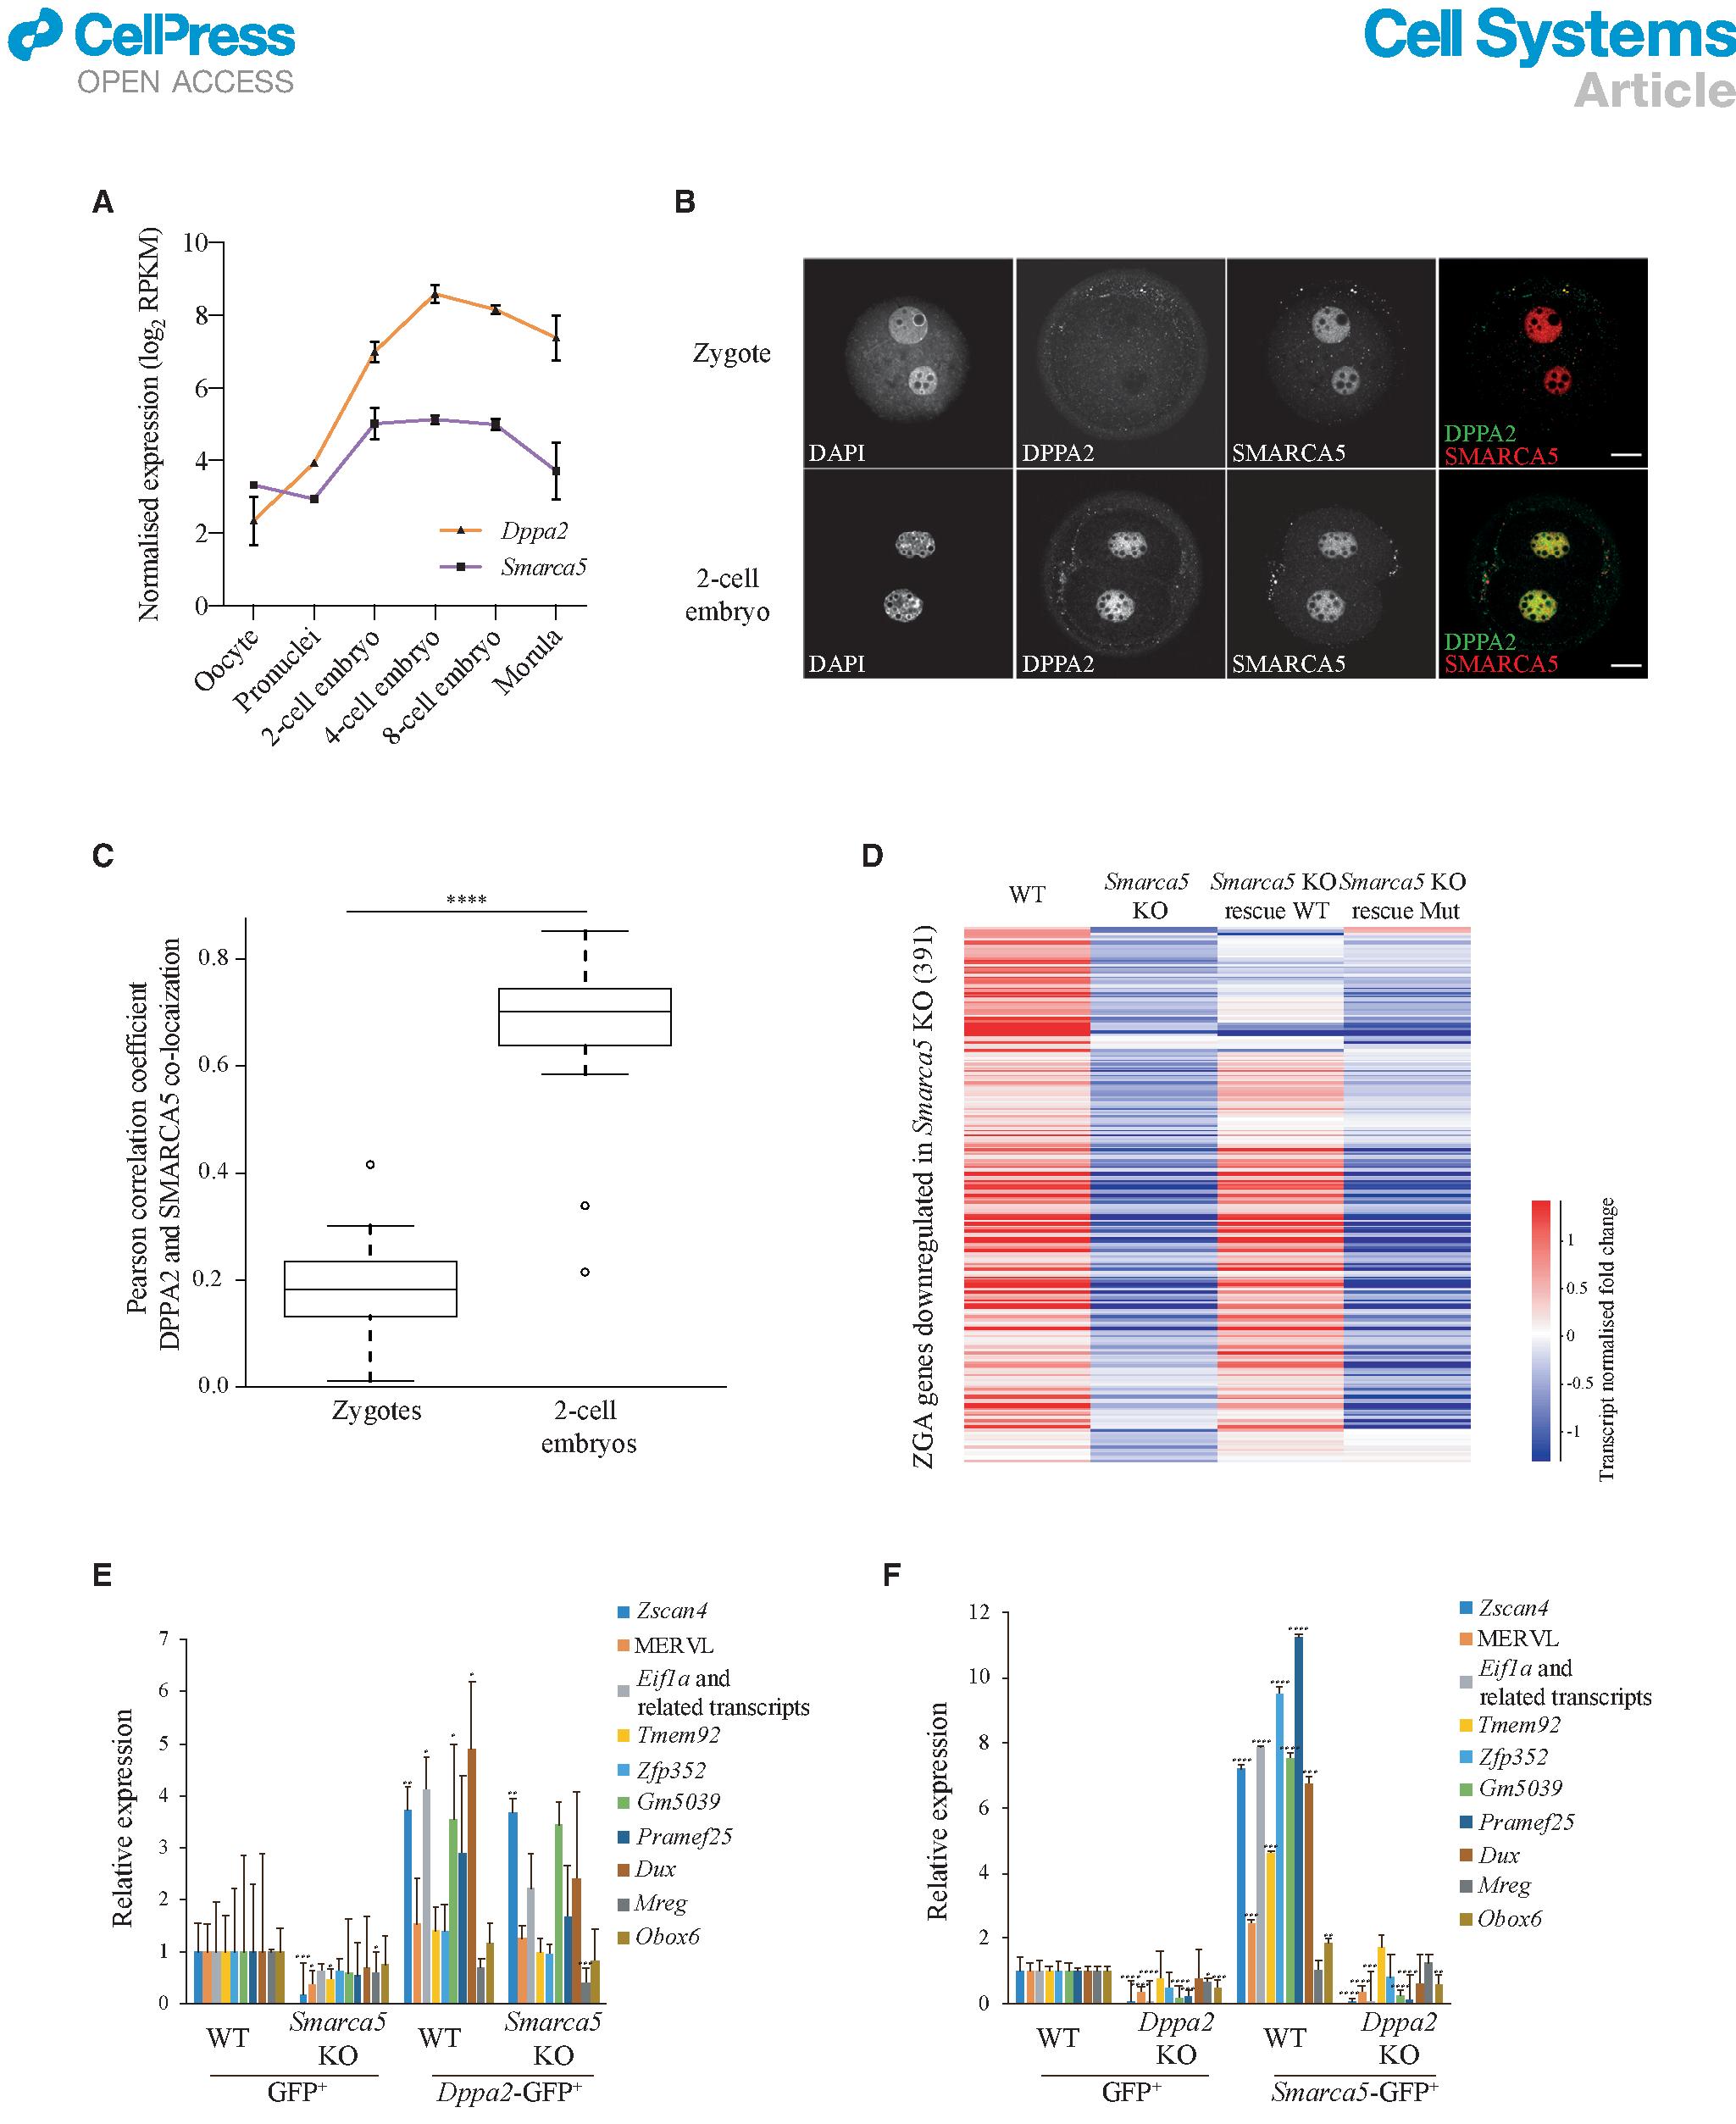 CellPress
OPEN ACCESS
Cell Systems
Article
A
Normalised expression (log2 RPKM)
10
8
6
4
2
0
Dppa2
Smarca5
Oocyte
Pronuclei
2-cell embryo
4-cell embryo
8-cell embryo
Morula
B
Zygote
DAPI
DPPA2
SMARCA5
DPPA2
SMARCA5
2-cell
embryo
DAPI
DPPA2
SMARCA5
DPPA2
SMARCA5
C
Pearson correlation coefficient
DPPA2 and SMARCA5 co-locaization
****
0.8
0.6
0.4
0.2
0.0
Zygotes
2-cell
embryos
D
WT
Smarca5
KO
Smarca5 KO
rescue WT
Smarca5 KO
rescue Mut
ZGA genes downregulated in Smarca5 KO (391)
1
0.5
0
-0.5
-1
Transcript normalised fold change
E
Relative expression
7
6
5
4
3
2
1
0
*** * * * ** * * * ** ***
WT
Smarca5
KO
WT
Smarca5
KO
GFP+
Dppa2-GFP+
Zscan4
MERVL
Eif1a and
related transcripts
Tmem92
Zfp352
Gm5039
Pramef25
Dux
Mreg
Obox6
F
Relative expression
12
10
8
6
4
2
0
WT
Dppa2
KO
WT
Dppa2
KO
GFP+
Smarca5-GFP+
Zscan4
MERVL
Eif1a and
related transcripts
Tmem92
Zfp352
Gm5039
Pramef25
Dux
Mreg
Obox6